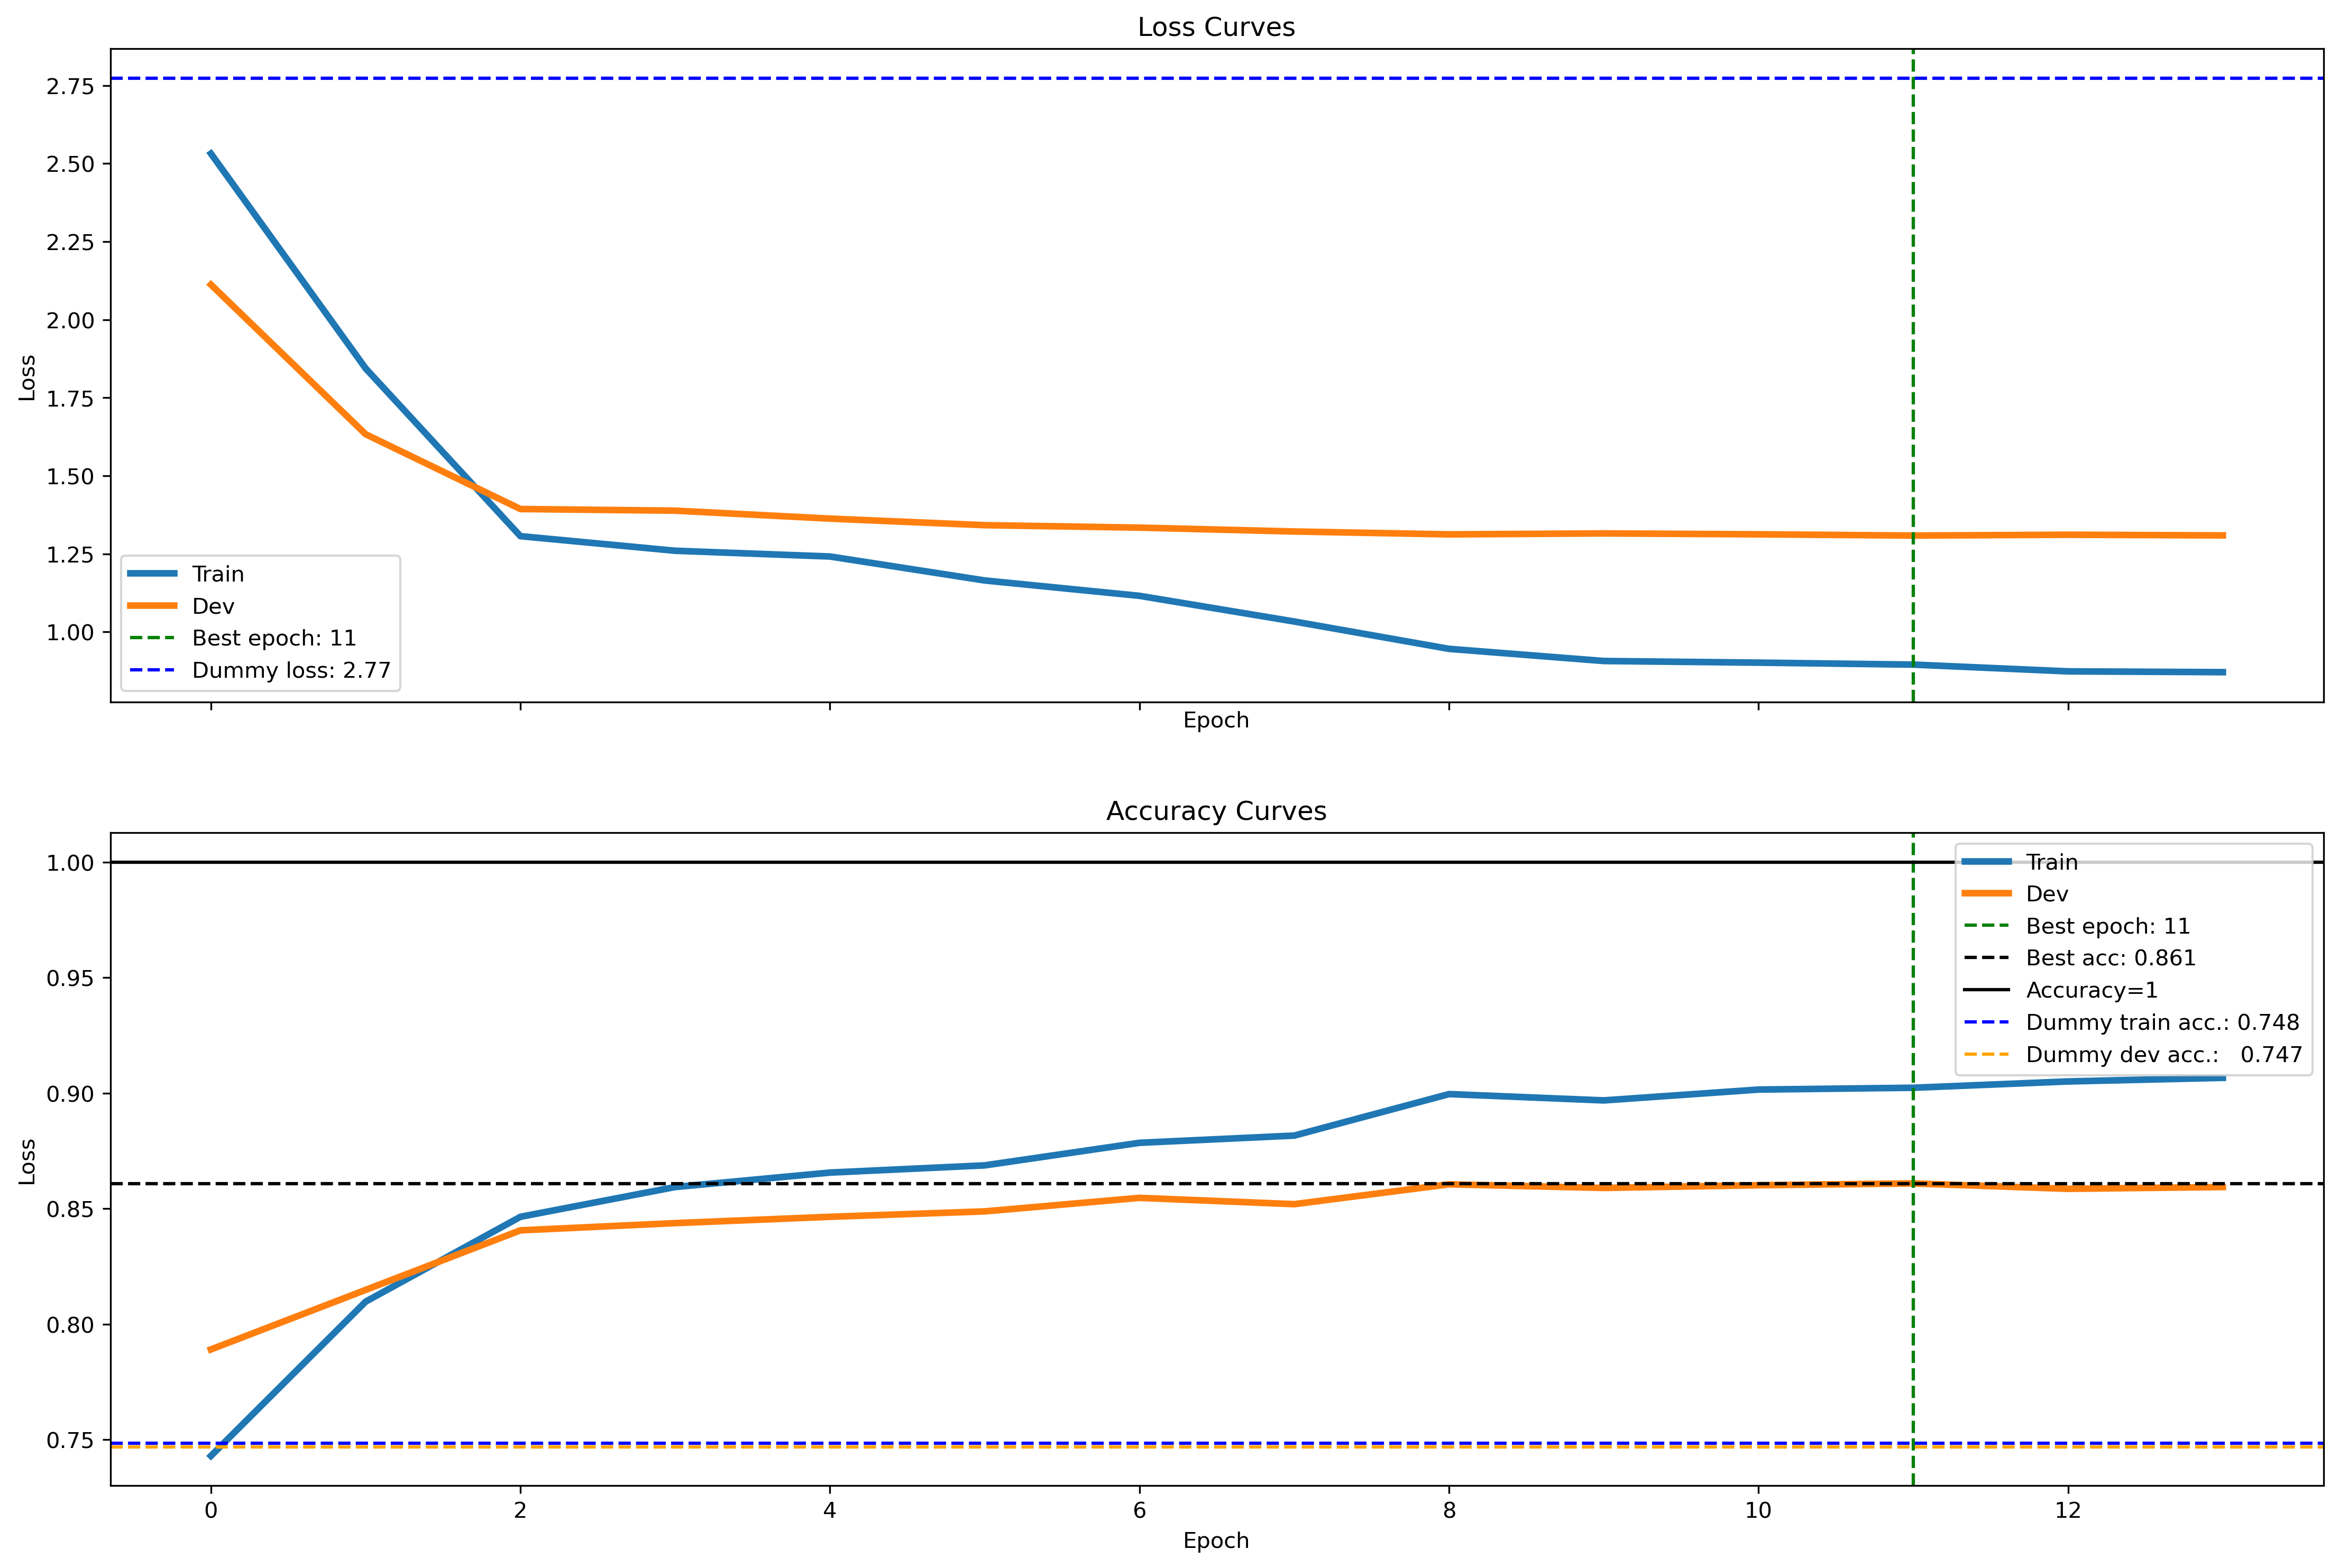 Loss Curves
2.75
2.50
2.25
2.00
1.75
1.50
1.25
1.00
Loss
Train
Dev
Best epoch: 11
Dummy loss: 2.77
Epoch
Accuracy Curves
1.00
0.95
0.90
0.85
0.80
0.75
Loss
Train
Dev
Best epoch: 11
Best acc: 0.861
Accuracy=1
Dummy train acc.: 0.748
Dummy dev acc.:   0.747
0 2 4 6 8 10 12
Epoch